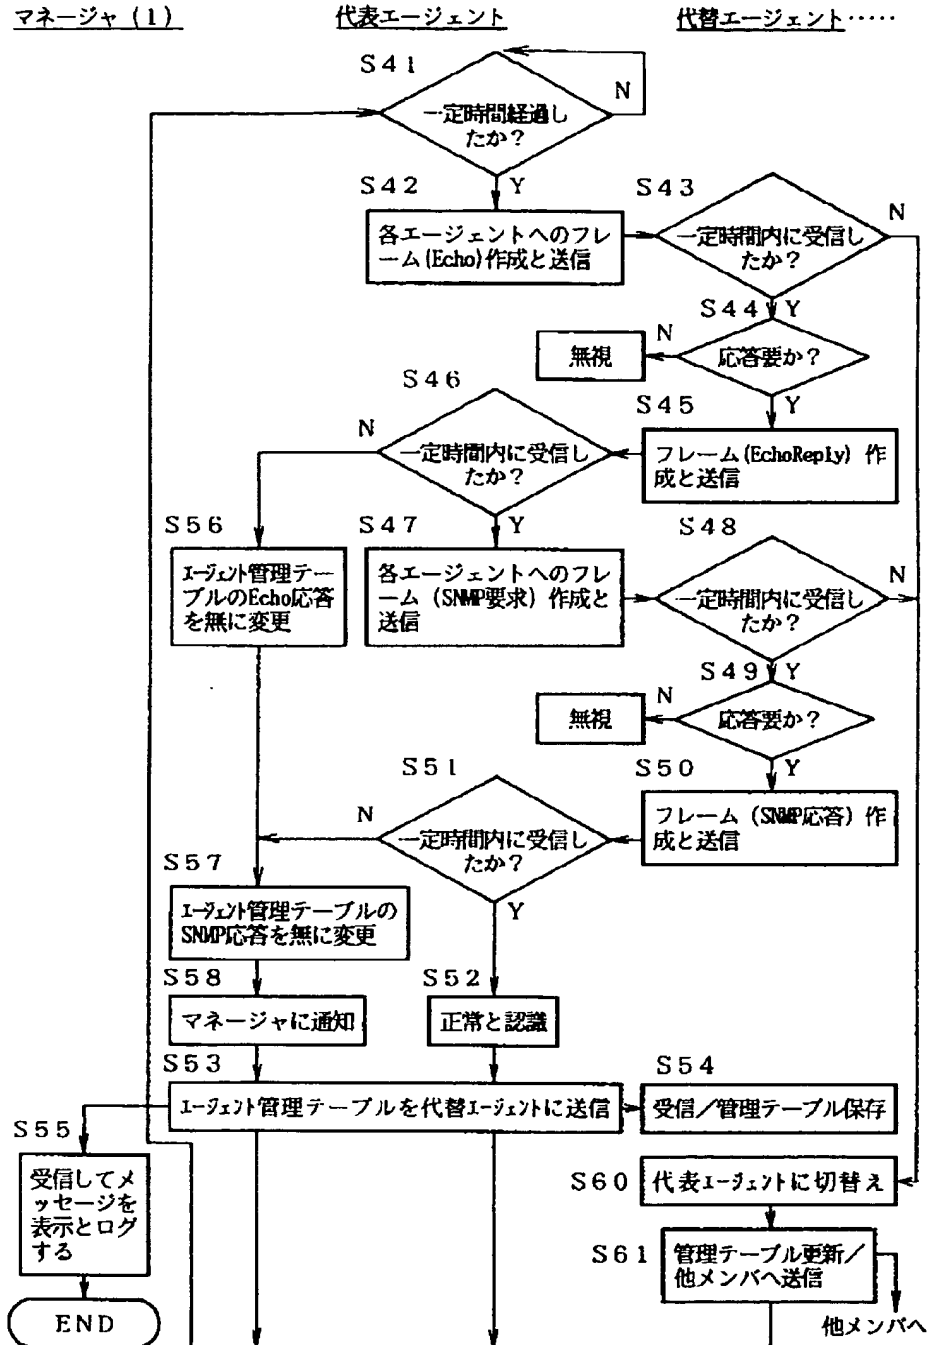 マネージャ (1)
代表エージェント
代替エージェント・・・・・
S41
一定時間経過し
たか?
N
Y
S42
各エージェントへのフレ
ーム(Echo)作成と送信
S43
一定時間内に受信し
たか?
N
Y
S44
応答要か?
N
無視
Y
S45
フレーム(EchoReply) 作
成と送信
S46
一定時間内に受信し
たか?
N
Y
S56
エージェント管理テー
ブルのEcho応答
を無に変更
S47
各エージェントへのフレ
ーム (SNMP要求) 作成と
送信
S48
一定時間内に受信し
たか?
N
Y
S49
応答要か?
N
無視
Y
S50
フレーム (SNMP応答) 作
成と送信
S51
一定時間内に受信し
たか?
N
Y
S57
エージェント管理テーブルの
SNMP応答を無に変更
S58
マネージャに通知
S52
正常と認識
S53
エージェント管理テーブルを代替エージェントに送信
S54
受信/管理テーブル保存
S55
受信してメ
ッセージを
表示とログ
する
END
S60
代表エージェントに切替え
S61
管理テーブル更新/
他メンバへ送信
他メンバへ